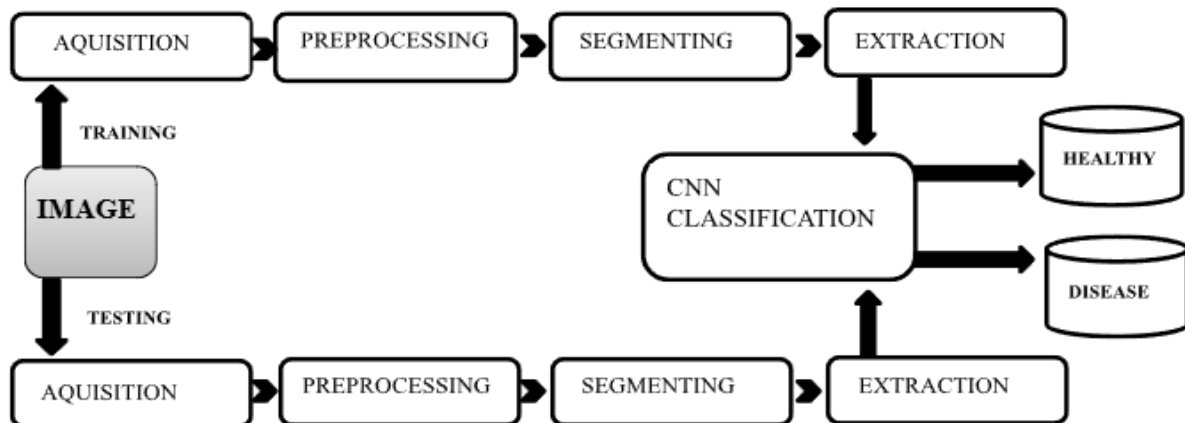 AQUISITION
PREPROCESSING
SEGMENTING
EXTRACTION
TRAINING
IMAGE
CNN
CLASSIFICATION
HEALTHY
DISEASE
TESTING
AQUISITION
PREPROCESSING
SEGMENTING
EXTRACTION